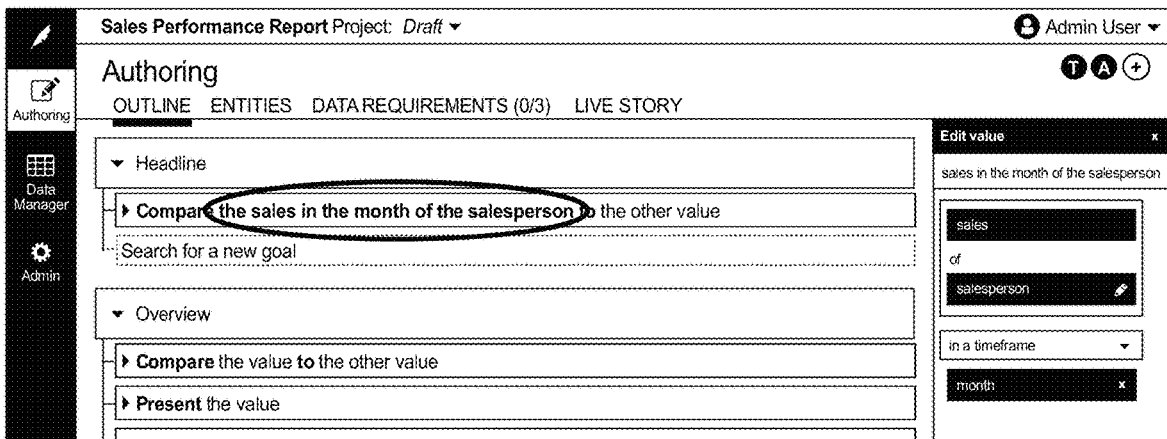 Sales Performance Report Project: Draft
Admin User
Authoring
T A +
OUTLINE ENTITIES DATA REQUIREMENTS (0/3) LIVE STORY
Authoring
Data
Manager
Admin
Headline
Compare the sales in the month of the salesperson to the other value
Search for a new goal
Overview
Compare the value to the other value
Present the value
Edit value x
sales in the month of the salesperson
sales
of
salesperson
in a timeframe
month x